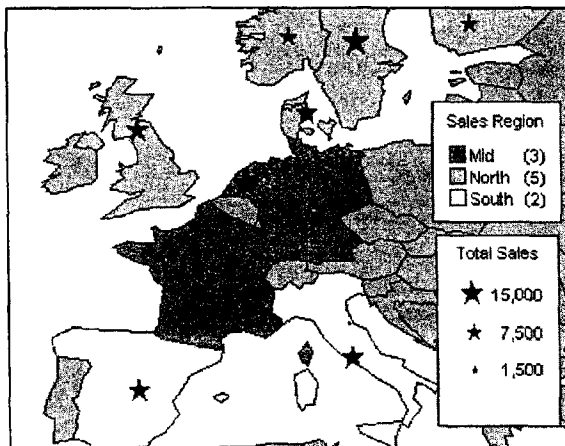 Sales Region
Mid (3)
North (5)
South (2)
Total Sales
15,000
7,500
1,500